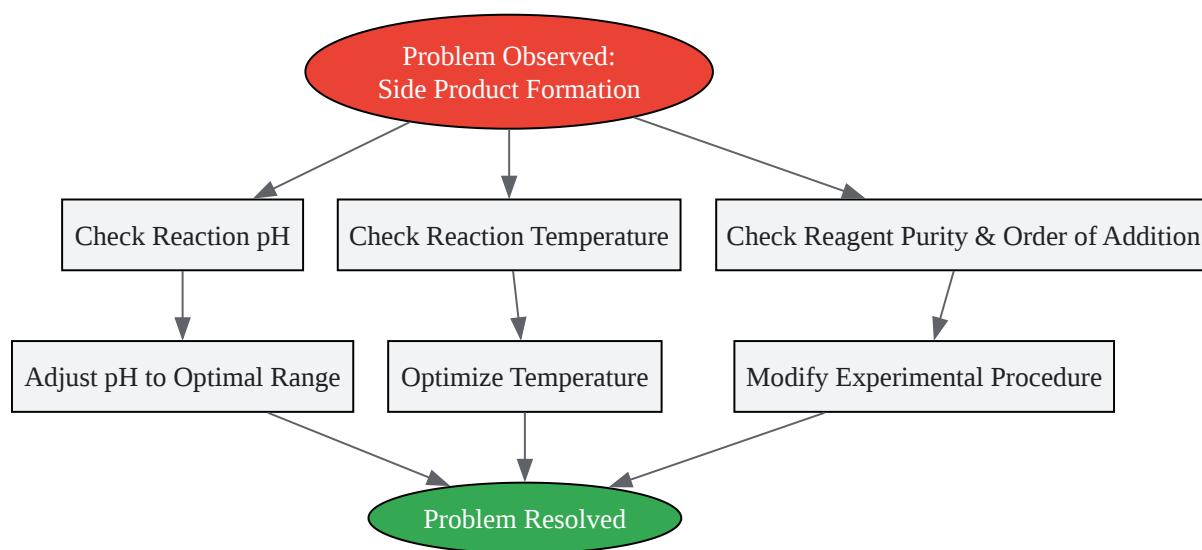 Problem Observed:
Side Product Formation
Check Reaction pH
Check Reaction Temperature
Check Reagent Purity & Order of Addition
Adjust pH to Optimal Range
Optimize Temperature
Modify Experimental Procedure
Problem Resolved